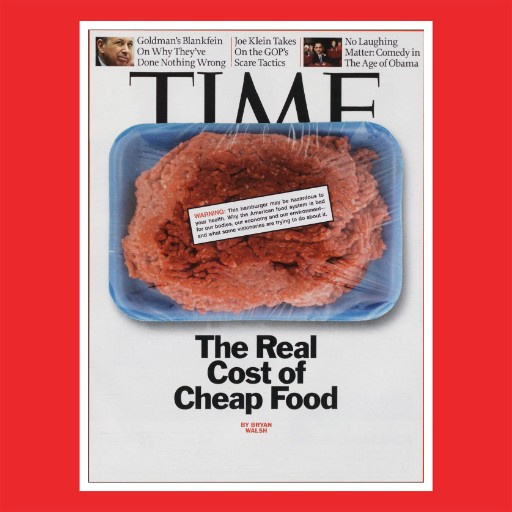 Goldman's Blankfein
On Why They've
Done Nothing Wrong
Joe Klein Takes
On the GOP's
Scare Tactics
No Laughing
Matter: Comedy in
The Age of Obama
TIME
WARNING: This hamburger may be hazardous to
your health. Why the American food system is bad
for our bodies, our economy and our environment—
and what some visionaries are trying to do about it.
The Real
Cost of
Cheap Food
BY BRYAN
WALSH